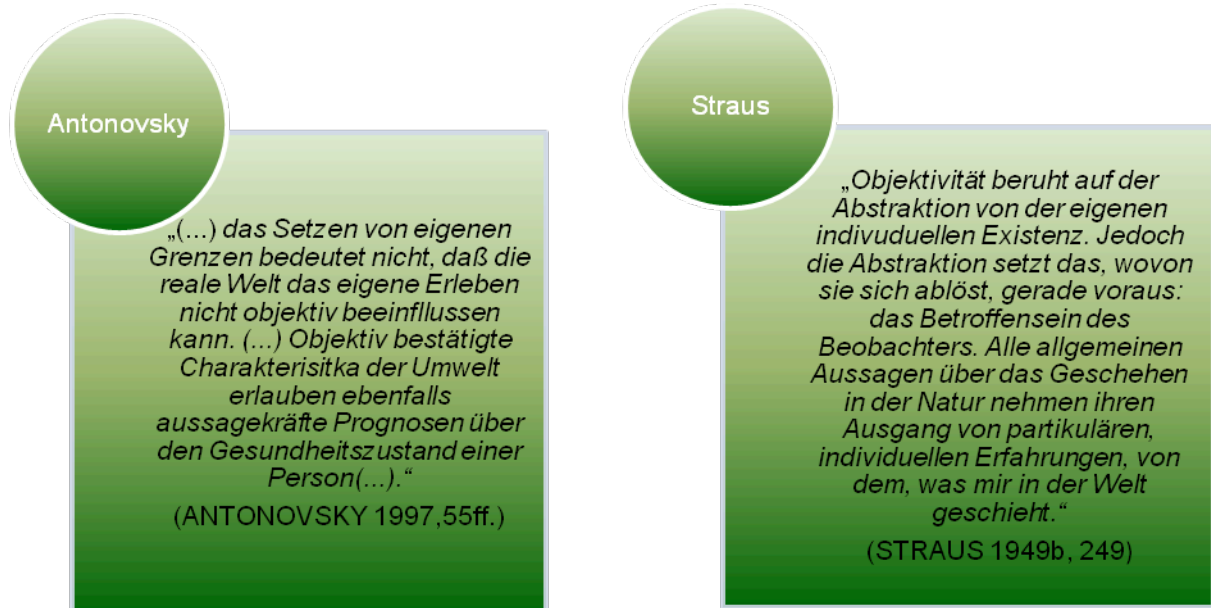 Antonovsky
„(...) das Setzen von eigenen
Grenzen bedeutet nicht, daß die
reale Welt das eigene Erleben
nicht objektiv beeinfllussen
kann. (...) Objektiv bestätigte
Charakterisitka der Umwelt
erlauben ebenfalls
aussagekräfte Prognosen über
den Gesundheitszustand einer
Person(...).“
(ANTONOVSKY 1997,55ff.)
Straus
„Objektivität beruht auf der
Abstraktion von der eigenen
indivuduellen Existenz. Jedoch
die Abstraktion setzt das, wovon
sie sich ablöst, gerade voraus:
das Betroffensein des
Beobachters. Alle allgemeinen
Aussagen über das Geschehen
in der Natur nehmen ihren
Ausgang von partikulären,
individuellen Erfahrungen, von
dem, was mir in der Welt
geschieht.“
(STRAUS 1949b, 249)